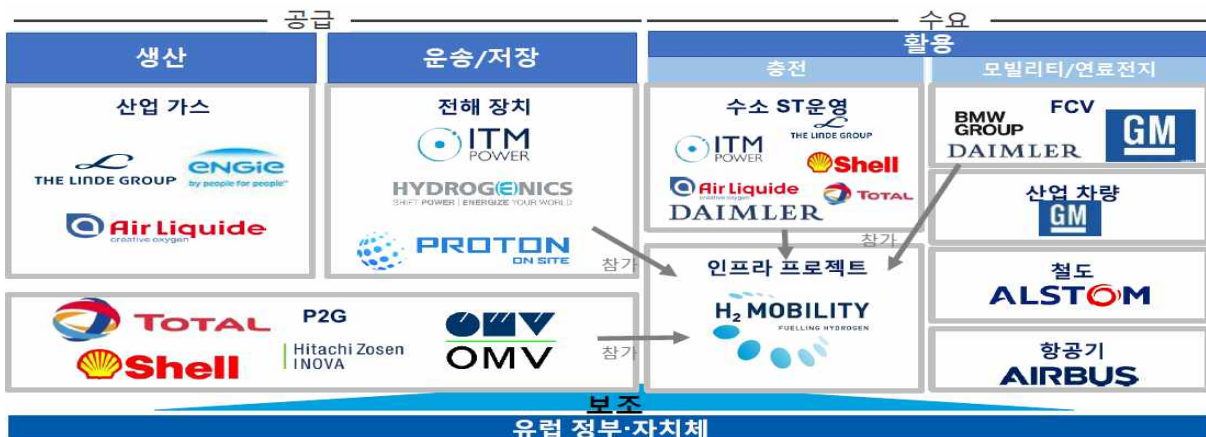 공급
수요
생산
운송/저장
활용
충전
모빌리티/연료전지
산업 가스
THE LINDE GROUP
ENGIE
by people for people
Air Liquide
creative oxygen
전해 장치
ITM
POWER
HYDROGENICS
SHIFT POWER | ENERGIZE YOUR WORLD
PROTON
ON SITE
참가
수소 ST운영
THE LINDE GROUP
ITM
POWER
Shell
Air Liquide
creative oxygen
TOTAL
DAIMLER
참가
FCV
BMW
GROUP
DAIMLER
GM
산업 차량
GM
철도
ALSTOM
항공기
AIRBUS
TOTAL
P2G
Shell
Hitachi Zosen
INOVA
OMV
OMV
참가
인프라 프로젝트
H2 MOBILITY
FUELLING HYDROGEN
보조
유럽 정부·자치체